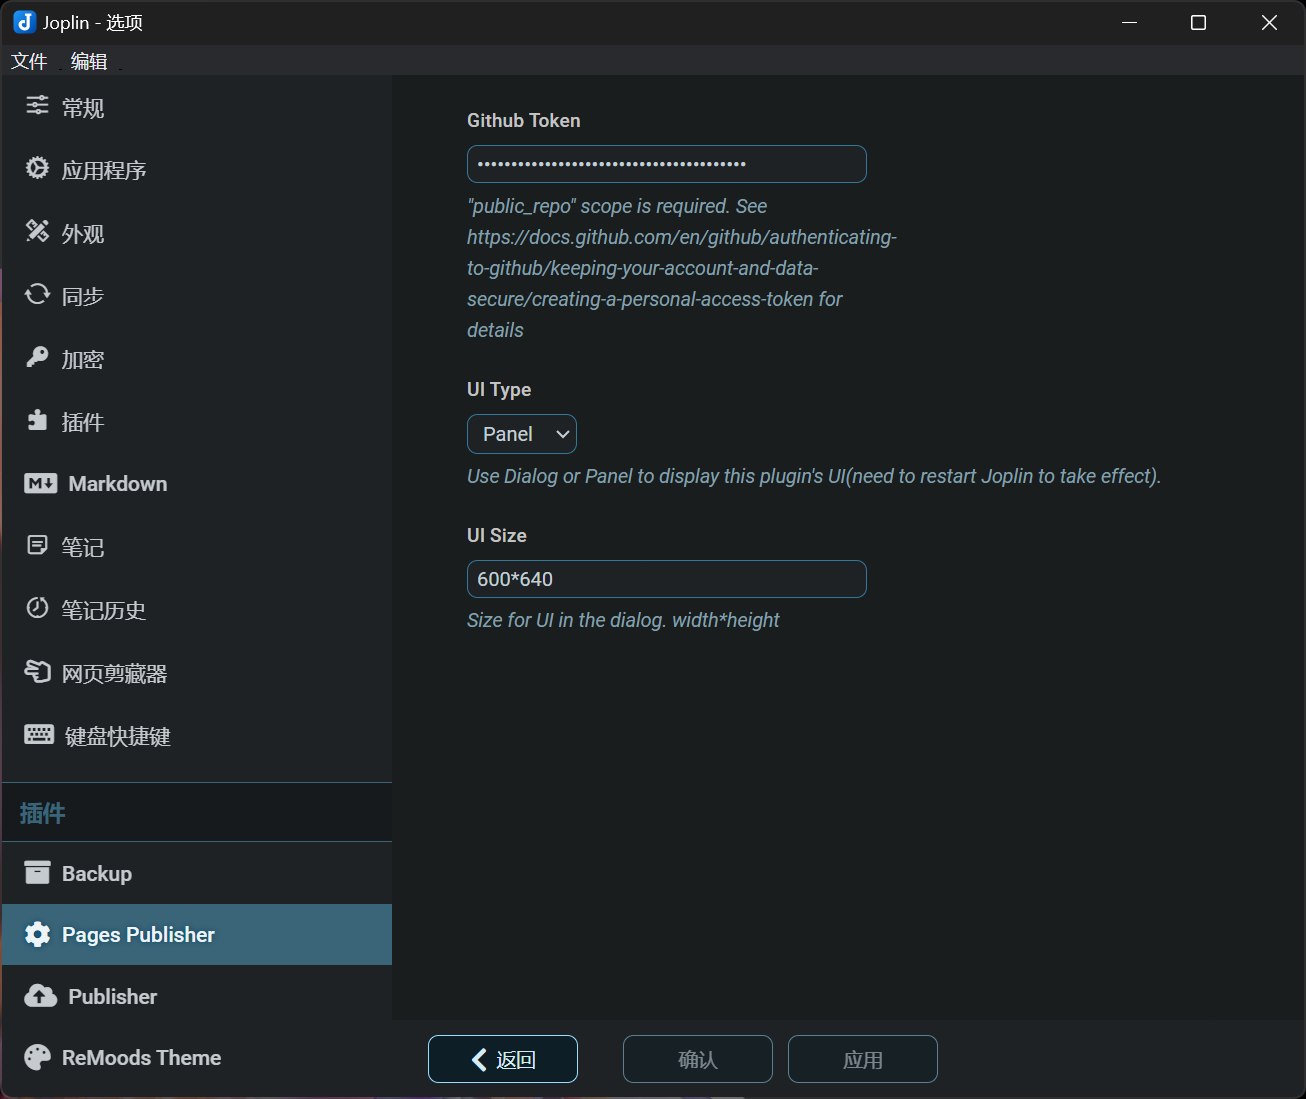 Joplin - 选项
文件 编辑
常规
应用程序
外观
同步
加密
插件
Markdown
笔记
笔记历史
网页剪藏器
键盘快捷键
插件
Backup
Pages Publisher
Publisher
ReMoods Theme
Github Token
••••••••••••••••••••••••••••••••••••••••
"public_repo" scope is required. See
https://docs.github.com/en/github/authenticating-
to-github/keeping-your-account-and-data-
secure/creating-a-personal-access-token for
details
UI Type
Panel
Use Dialog or Panel to display this plugin's UI(need to restart Joplin to take effect).
UI Size
600*640
Size for UI in the dialog. width*height
返回 确认 应用